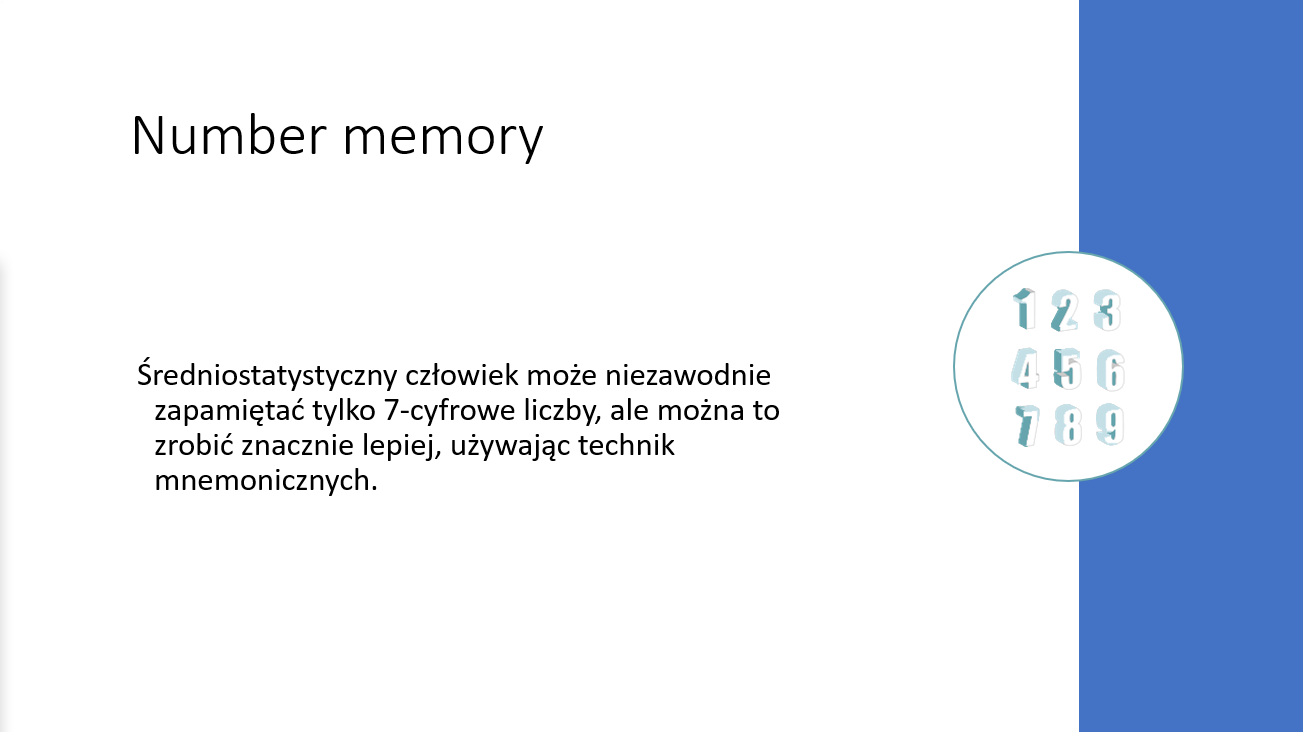 Number memory
Średniostatystyczny człowiek może niezawodnie
zapamiętać tylko 7-cyfrowe liczby, ale można to
zrobić znacznie lepiej, używając technik
mnemonicznych.
1 2 3
4 5 6
7 8 9